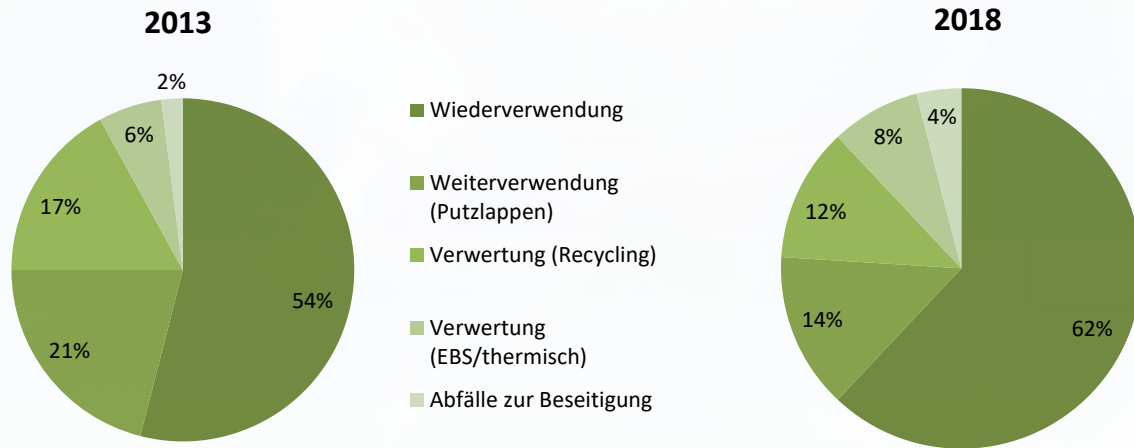 2013
2%
6%
17%
54%
21%
Wiederverwendung
Weiterverwendung
(Putzlappen)
Verwertung (Recycling)
Verwertung
(EBS/thermisch)
Abfälle zur Beseitigung
2018
4%
8%
12%
14%
62%